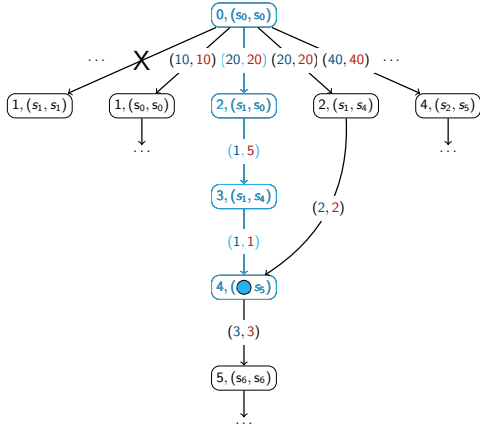 0, (s₀, s₀)
... X (10, 10) (20, 20) (20, 20) (40, 40) ...
1, (s₁, s₁) 1, (s₀, s₀) 2, (s₁, s₀) 2, (s₁, s₄) 4, (s₂, s₅)
... (1, 5) ...
3, (s₁, s₄)
(2, 2)
(1, 1)
4, ( s₅)
(3, 3)
5, (s₆, s₆)
...